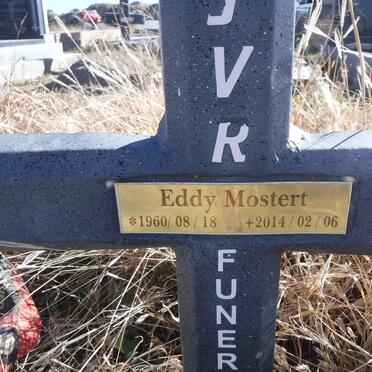 JVR
Eddy Mostert
*1960/08/18 +2014/02/06
FUNER